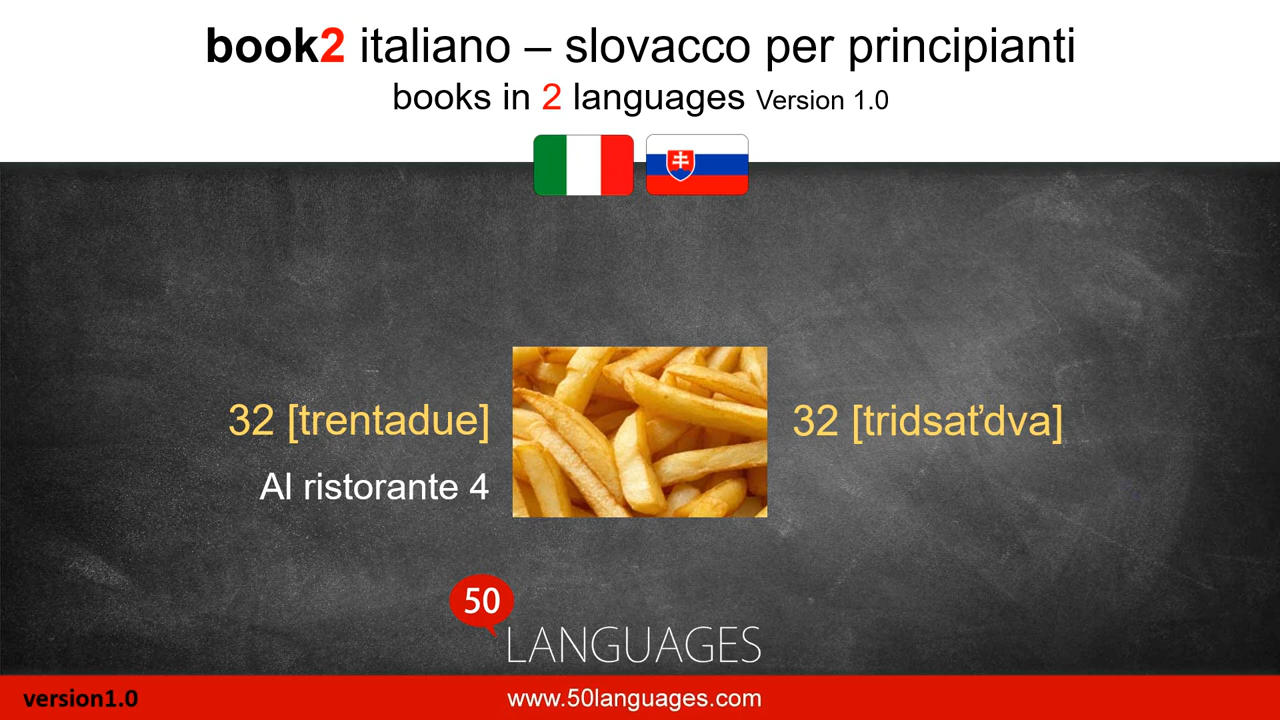 book2 italiano – slovacco per principianti
books in 2 languages Version 1.0
32 [trentadue]
32 [tridsaťdva]
Al ristorante 4
50
LANGUAGES
version1.0
www.50languages.com